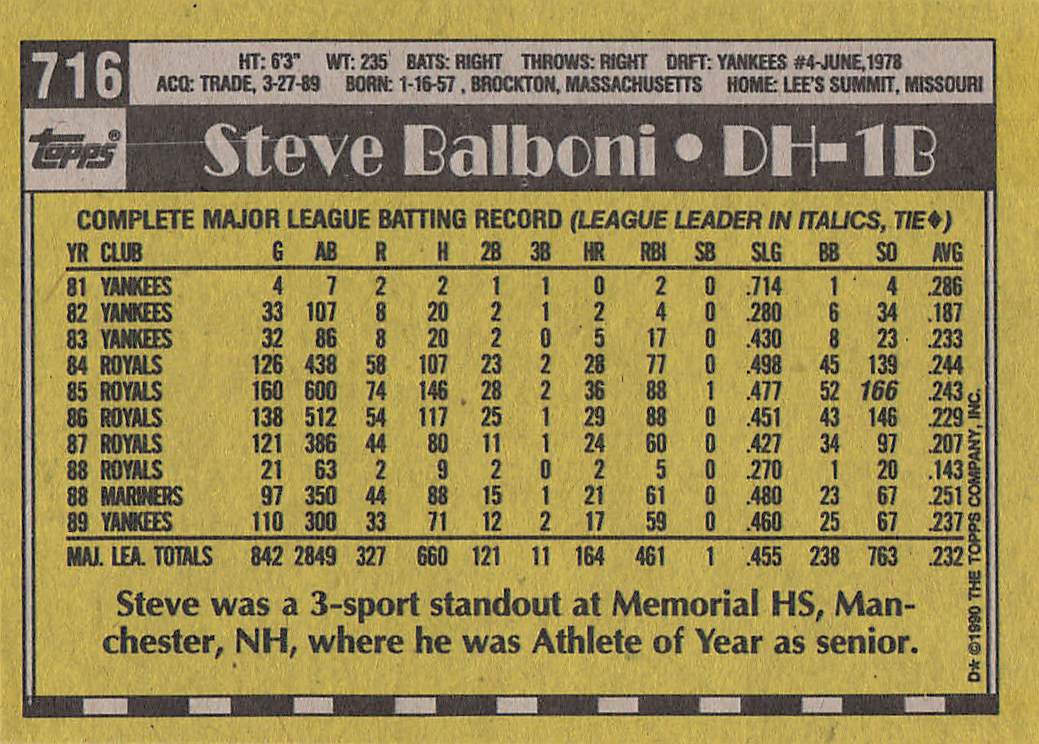 716
HT: 6'3" WT: 235 BATS: RIGHT THROWS: RIGHT DRFT: YANKEES #4-JUNE, 1978
ACQ: TRADE, 3-27-89 BORN: 1-16-57 , BROCKTON, MASSACHUSETTS HOME: LEE'S SUMMIT, MISSOURI
topps®
Steve Balboni • DH-1B
COMPLETE MAJOR LEAGUE BATTING RECORD (LEAGUE LEADER IN ITALICS, TIE♦)
YR CLUB G AB R H 2B 3B HR RBI SB SLG BB SO AVG
81 YANKEES 4 7 2 2 1 1 0 2 0 .714 1 4 .286
82 YANKEES 33 107 8 20 2 1 2 4 0 .280 6 34 .187
83 YANKEES 32 86 8 20 2 0 5 17 0 .430 8 23 .233
84 ROYALS 126 438 58 107 23 2 28 77 0 .498 45 139 .244
85 ROYALS 160 600 74 146 28 2 36 88 1 .477 52 166 .243
86 ROYALS 138 512 54 117 25 1 29 88 0 .451 43 146 .229
87 ROYALS 121 386 44 80 11 1 24 60 0 .427 34 97 .207
88 ROYALS 21 63 2 9 2 0 2 5 0 .270 1 20 .143
88 MARINERS 97 350 44 88 15 1 21 61 0 .480 23 67 .251
89 YANKEES 110 300 33 71 12 2 17 59 0 .460 25 67 .237
MAJ. LEA. TOTALS 842 2849 327 660 121 11 164 461 1 .455 238 763 .232
Steve was a 3-sport standout at Memorial HS, Man-
chester, NH, where he was Athlete of Year as senior.
D* ©1990 THE TOPPS COMPANY, INC.